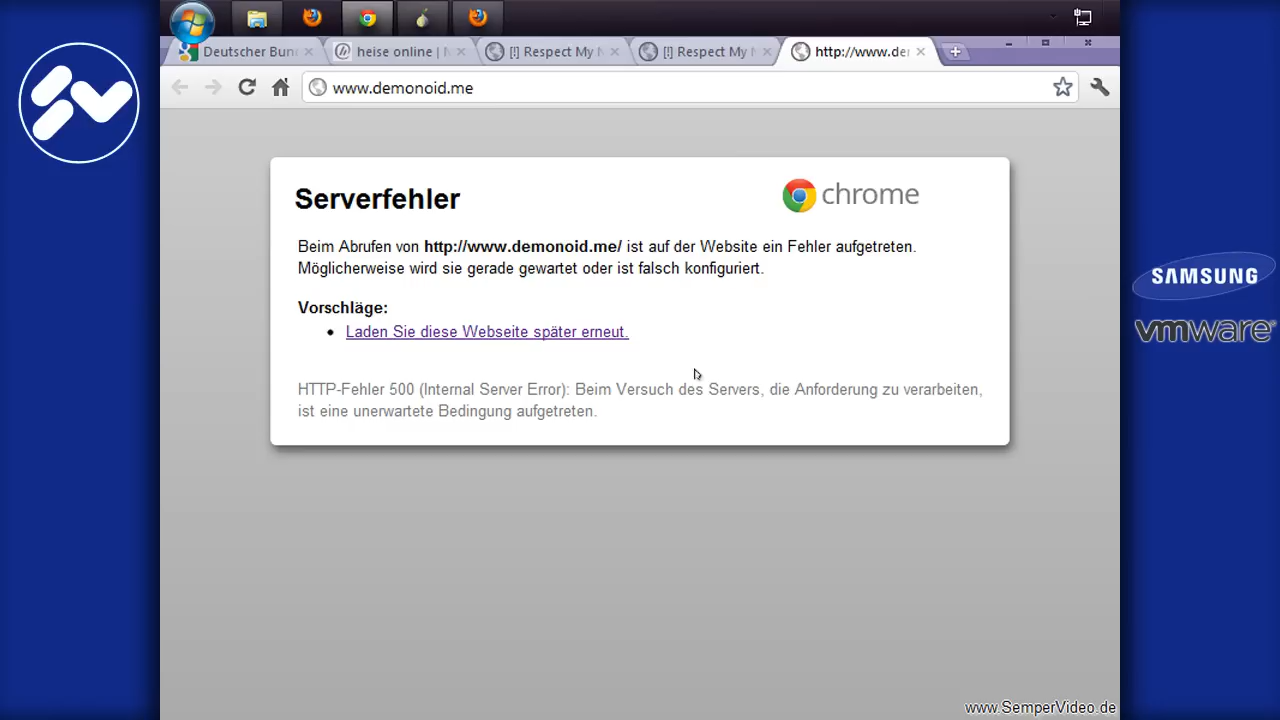 Deutscher Bun
heise online |
[!] Respect My
[!] Respect My
http://www.de
www.demonoid.me
Serverfehler
chrome
Beim Abrufen von http://www.demonoid.me/ ist auf der Website ein Fehler aufgetreten.
Möglicherweise wird sie gerade gewartet oder ist falsch konfiguriert.
Vorschläge:
Laden Sie diese Webseite später erneut.
HTTP-Fehler 500 (Internal Server Error): Beim Versuch des Servers, die Anforderung zu verarbeiten,
ist eine unerwartete Bedingung aufgetreten.
SAMSUNG
vmware
www.SemperVideo.de